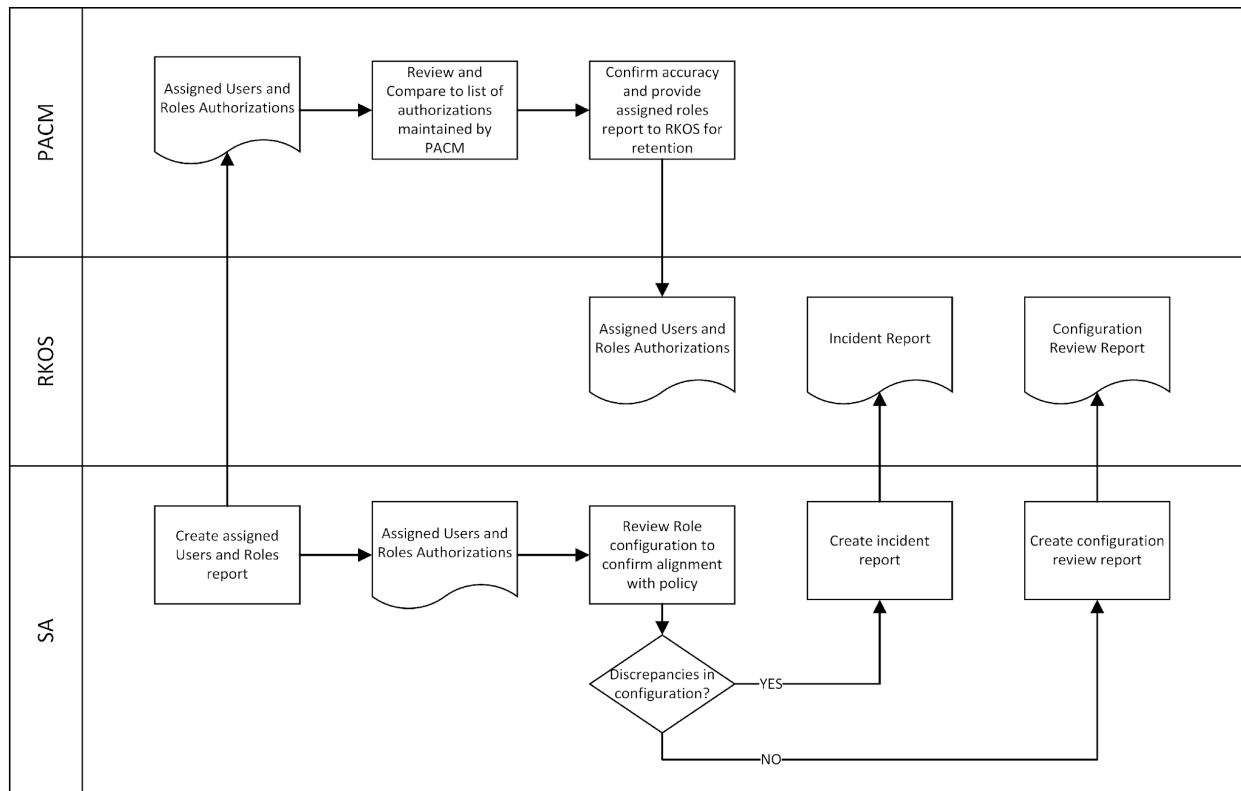 PACM
Assigned Users and
Roles Authorizations
Review and
Compare to list of
authorizations
maintained by
PACM
Confirm accuracy
and provide
assigned roles
report to RKOS for
retention
RKOS
Assigned Users and
Roles Authorizations
Incident Report
Configuration
Review Report
SA
Create assigned
Users and Roles
report
Assigned Users and
Roles Authorizations
Review Role
configuration to
confirm alignment
with policy
Create incident
report
Create configuration
review report
Discrepancies in
configuration?
YES
NO